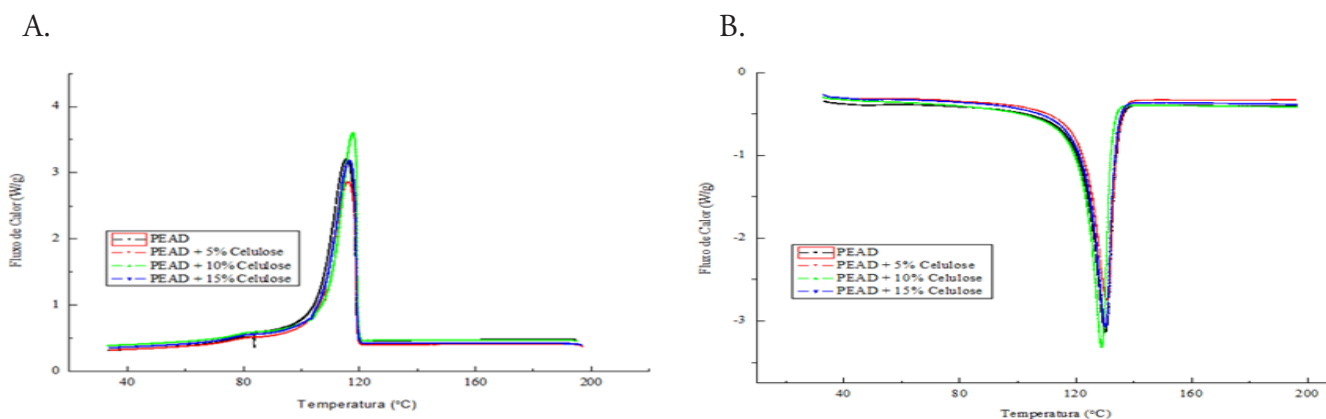 A.
Fluxo de Calor (W/g)
4
3
2
1
0
PEAD
PEAD + 5% Celulose
PEAD + 10% Celulose
PEAD + 15% Celulose
40 80 120 160 200
Temperatura (°C)
B.
Fluxo de Calor (W/g)
0
-1
-2
-3
PEAD
PEAD + 5% Celulose
PEAD + 10% Celulose
PEAD + 15% Celulose
40 80 120 160 200
Temperatura (°C)